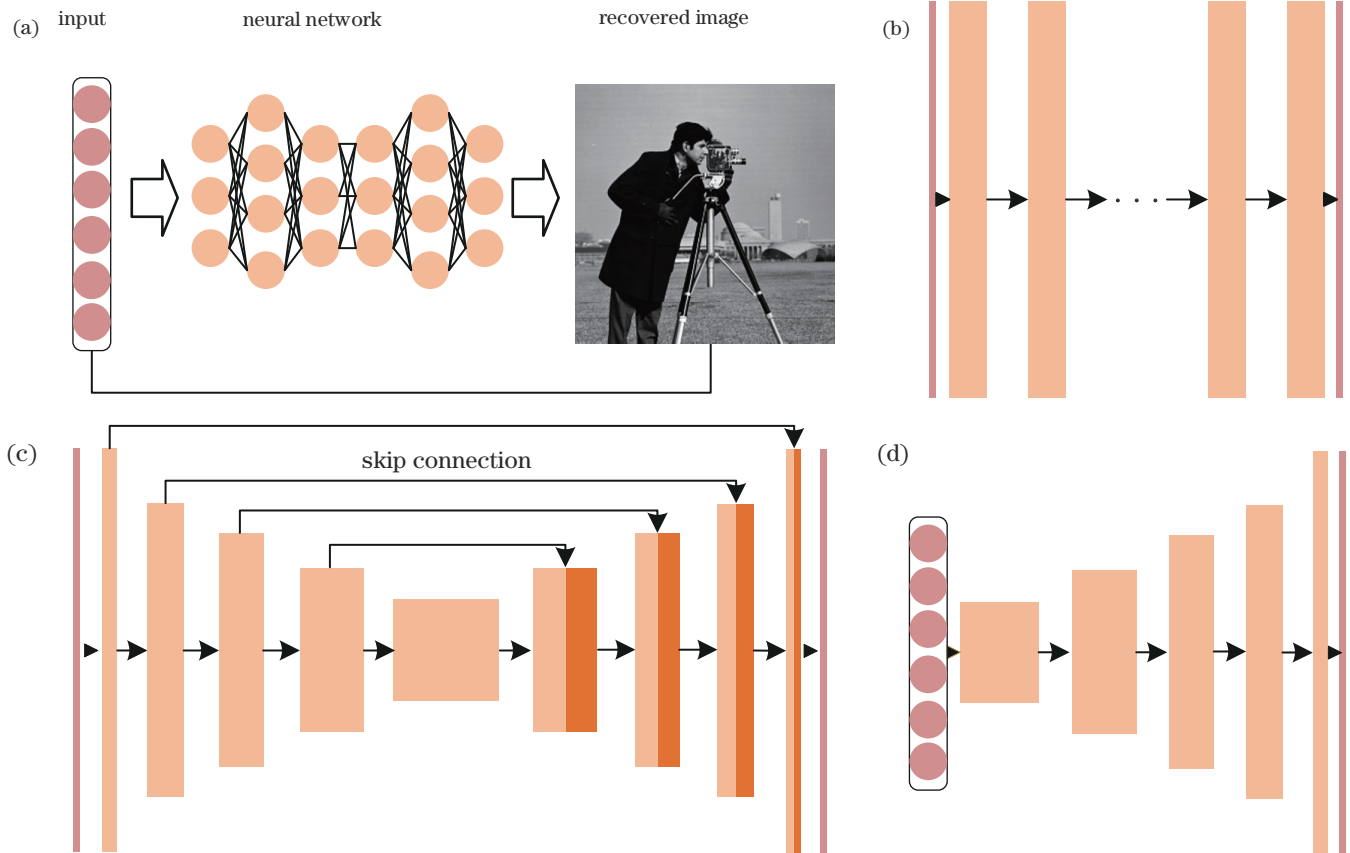 (a)
input
neural network
recovered image
(b)
(c)
skip connection
(d)